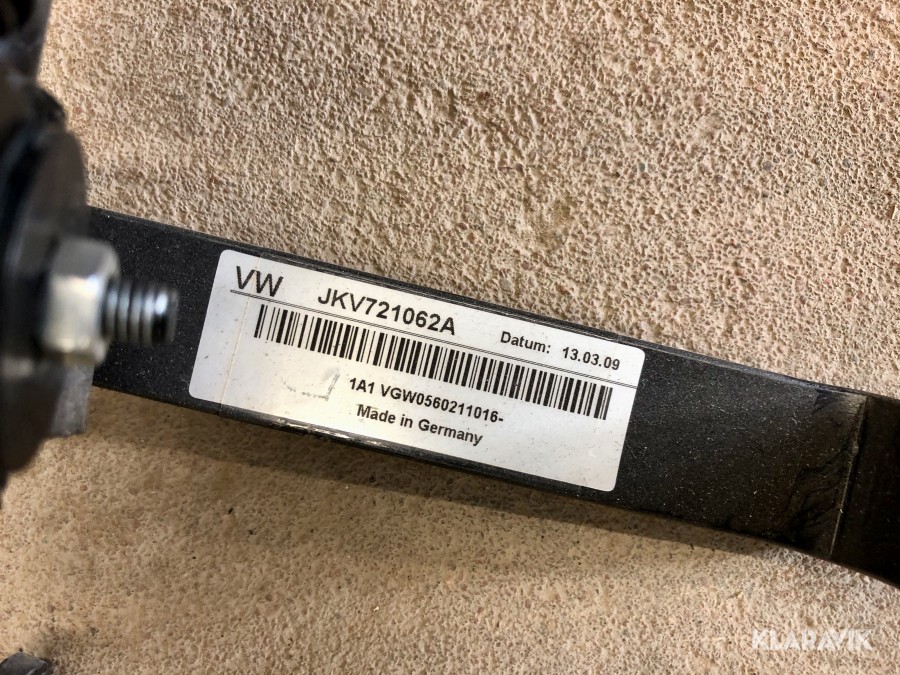 VW JKV721062A Datum: 13.03.09
1A1 VGW0560211016-
Made in Germany
KLARAVIK